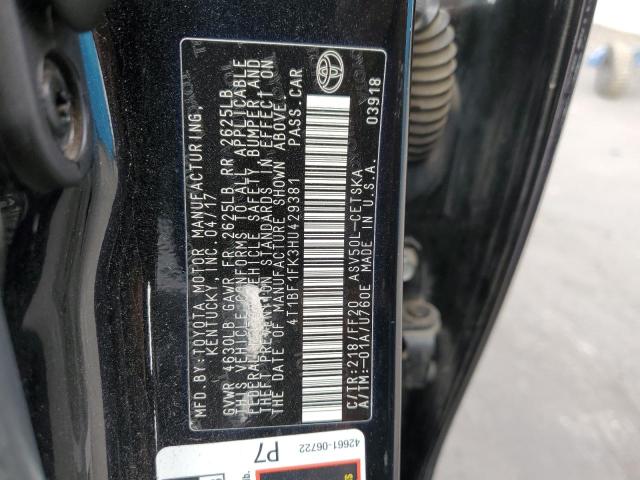 MFD.BY:TOYOTA MOTOR MANUFACTURING,
KENTUCKY, INC. 04/17
GVWR 4630LB GAWR FR 2625LB RR 2625LB
THIS VEHICLE CONFORMS TO ALL APPLICABLE
FEDERAL VEHICLE SAFETY, BUMPER, AND
THEFT PREVENTION STANDARDS IN EFFECT ON
THE DATE OF MANUFACTURE SHOWN ABOVE.
4T1BF1FK3HU429381 PASS.CAR
C/TR:218 /FF20 ASV50L-CETSKA
A/TM:-01A/U760E MADE IN U.S.A.
03918
42661-06722
P7